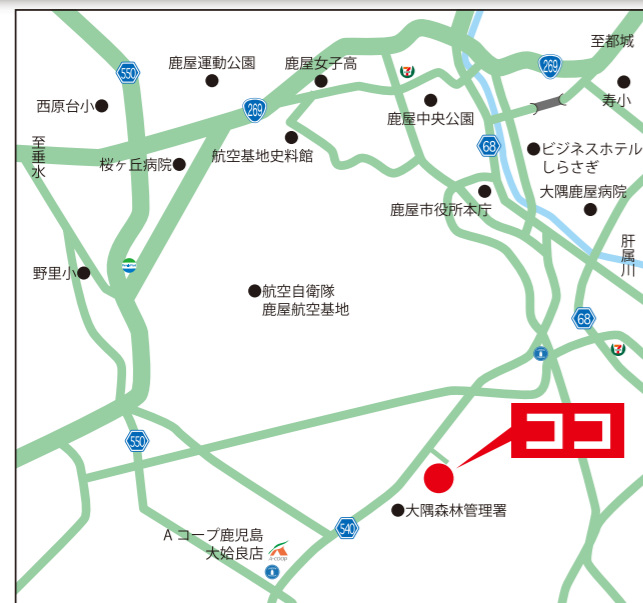 至都城
550
鹿屋運動公園
鹿屋女子高
269
寿小
西原台小
269
鹿屋中央公園
至垂水
桜ヶ丘病院
航空基地史料館
68
ビジネスホテル
しらさぎ
大隅鹿屋病院
鹿屋市役所本庁
肝属川
野里小
航空自衛隊
鹿屋航空基地
68
ココ
550
大隅森林管理署
540
A コープ鹿児島
大姶良店
A・COOP